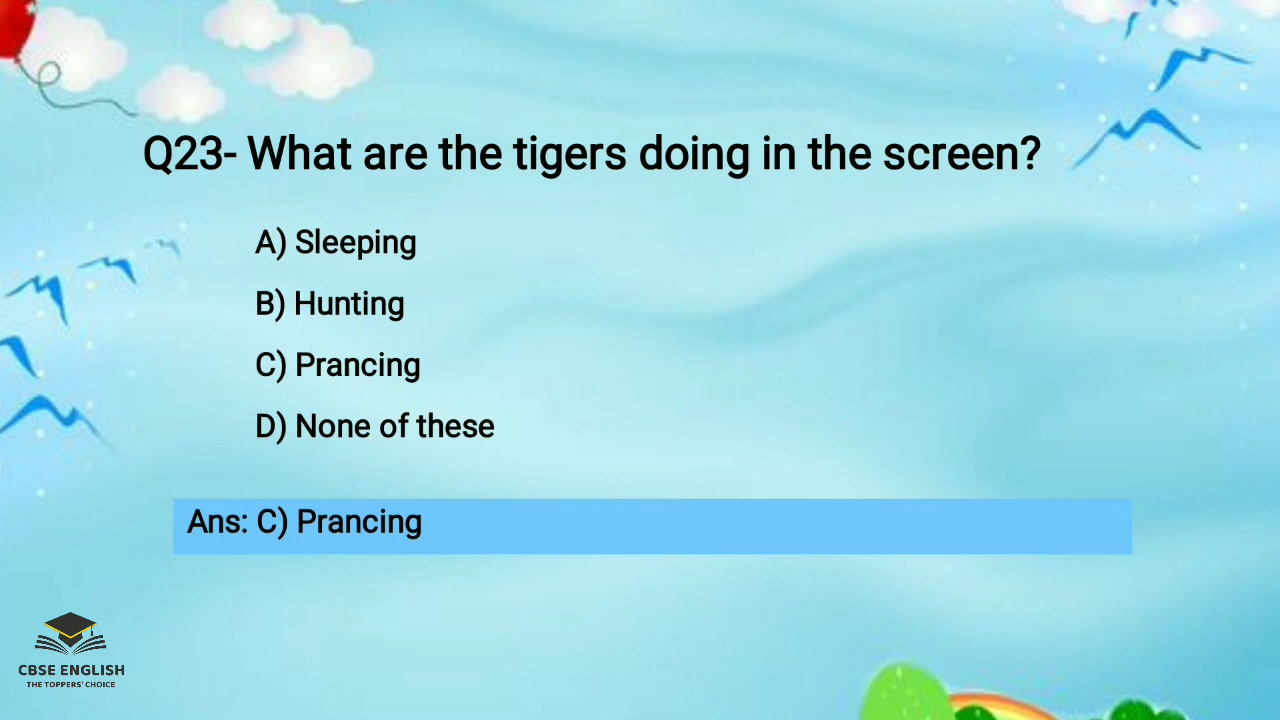 Q23- What are the tigers doing in the screen?
A) Sleeping
B) Hunting
C) Prancing
D) None of these
Ans: C) Prancing
CBSE ENGLISH
THE TOPPERS' CHOICE